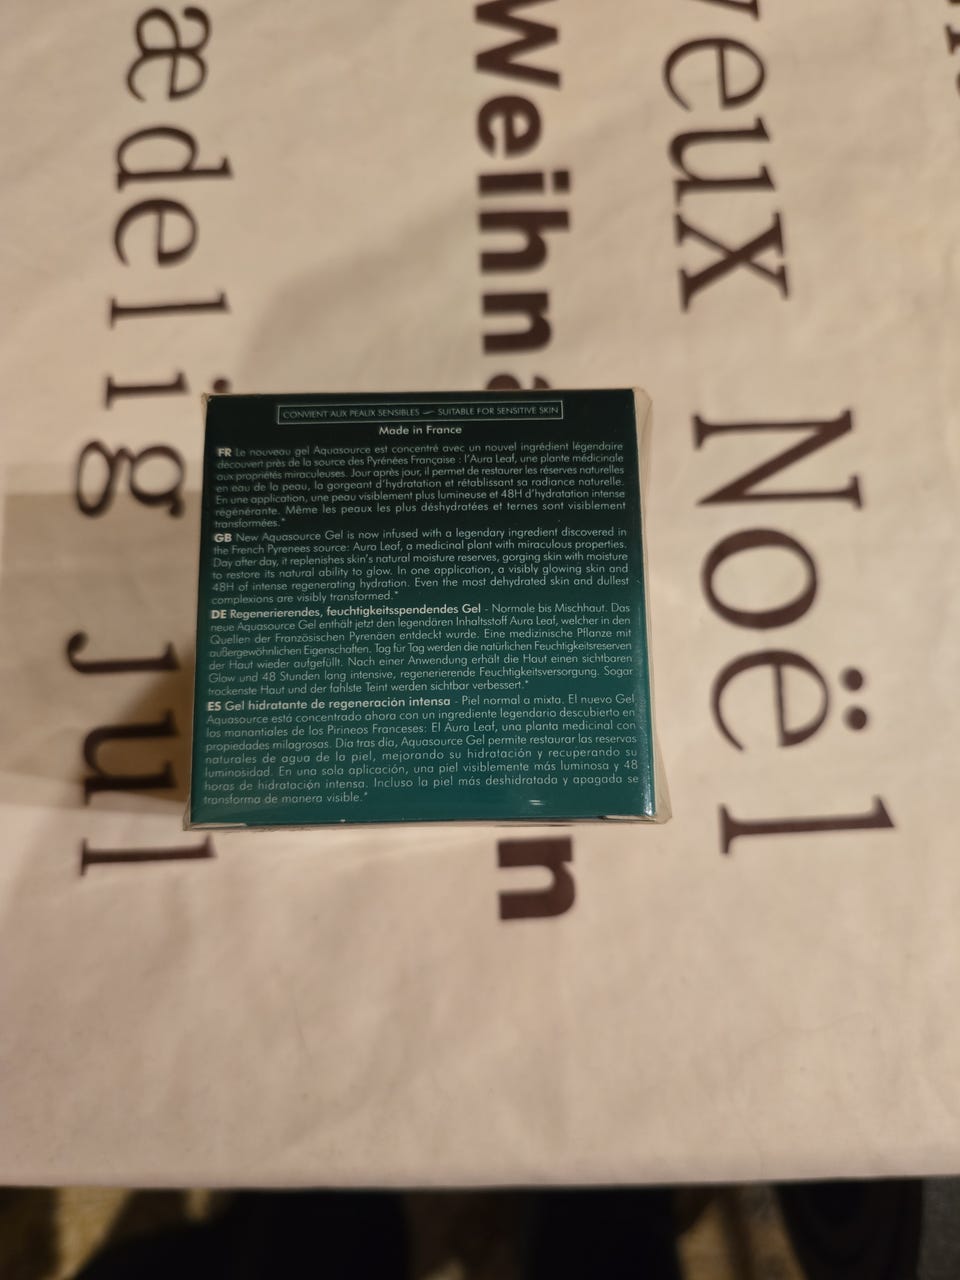 ædelig Jul
Weihna
n
yeux Noël
CONVIENT AUX PEAUX SENSIBLES — SUITABLE FOR SENSITIVE SKIN
Made in France
FR Le nouveau gel Aquasource est concentré avec un nouvel ingrédient légendaire
découvert près de la source des Pyrénées Française : l'Aura Leaf, une plante médicinale
aux propriétés miraculeuses. Jour après jour, il permet de restaurer les réserves naturelles
en eau de la peau, la gorgeant d'hydratation et rétablissant sa radiance naturelle.
En une application, une peau visiblement plus lumineuse et 48H d'hydratation intense
régénérante. Même les peaux les plus déshydratées et ternes sont visiblement
transformées.*
GB New Aquasource Gel is now infused with a legendary ingredient discovered in
the French Pyrenees source: Aura Leaf, a medicinal plant with miraculous properties.
Day after day, it replenishes skin's natural moisture reserves, gorging skin with moisture
to restore its natural ability to glow. In one application, a visibly glowing skin and
48H of intense regenerating hydration. Even the most dehydrated skin and dullest
complexions are visibly transformed.*
DE Regenerierendes, feuchtigkeitsspendendes Gel - Normale bis Mischhaut. Das
neue Aquasource Gel enthält jetzt den legendären Inhaltsstoff Aura Leaf, welcher in den
Quellen der Französischen Pyrenäen entdeckt wurde. Eine medizinische Pflanze mit
außergewöhnlichen Eigenschaften. Tag für Tag werden die natürlichen Feuchtigkeitsreserven
der Haut wieder aufgefüllt. Nach einer Anwendung erhält die Haut einen sichtbaren
Glow und 48 Stunden lang intensive, regenerierende Feuchtigkeitsversorgung. Sogar
trockenste Haut und der fahlste Teint werden sichtbar verbessert.*
ES Gel hidratante de regeneración intensa - Piel normal a mixta. El nuevo Gel
Aquasource está concentrado ahora con un ingrediente legendario descubierto en
los manantiales de los Pirineos Franceses: El Aura Leaf, una planta medicinal con
propiedades milagrosas. Día tras día, Aquasource Gel permite restaurar las reservas
naturales de agua de la piel, mejorando su hidratación y recuperando su
luminosidad. En una sola aplicación, una piel visiblemente más luminosa y 48
horas de hidratación intensa. Incluso la piel más deshidratada y apagada se
transforma de manera visible.*